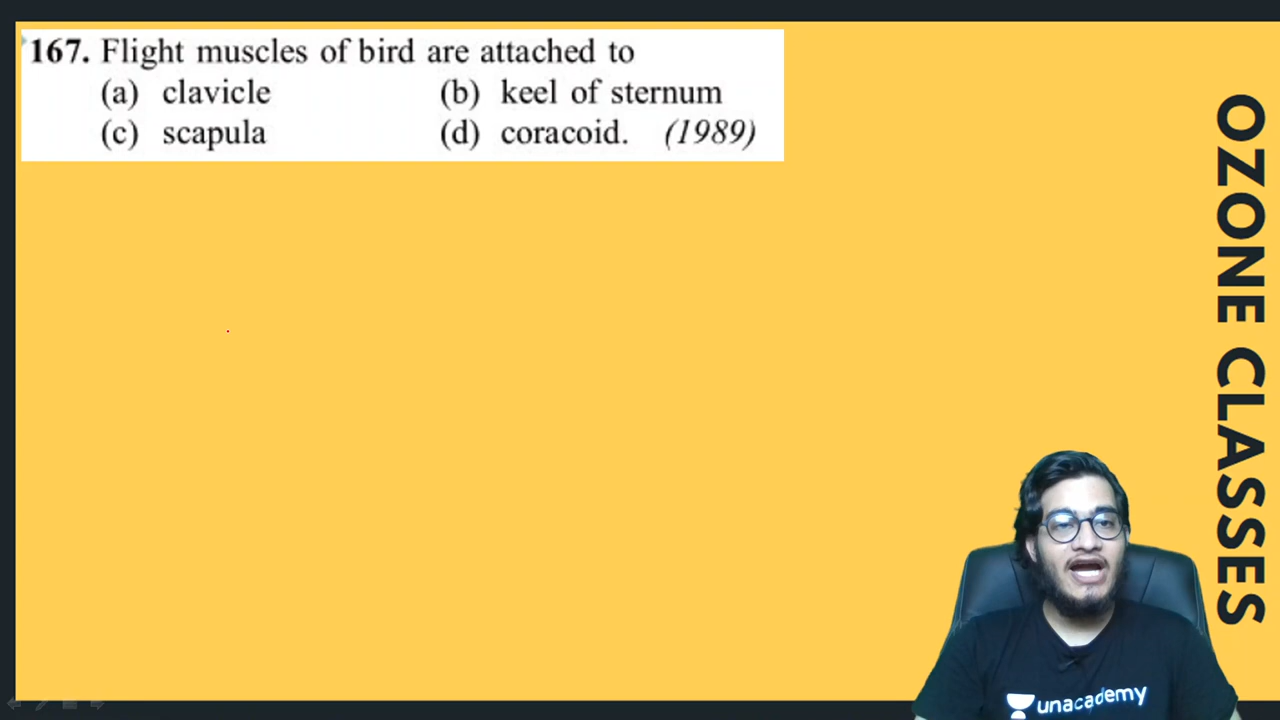 167. Flight muscles of bird are attached to
(a) clavicle (b) keel of sternum
(c) scapula (d) coracoid. (1989)
OZONE CLASSES
unacademy